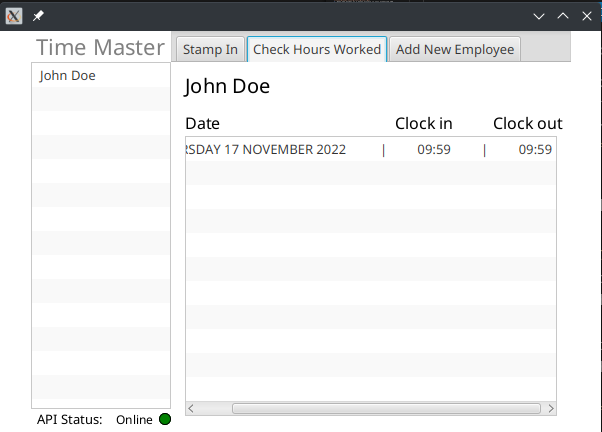 Time Master
Stamp In
Check Hours Worked
Add New Employee
John Doe
John Doe
Date Clock in Clock out
RSDAY 17 NOVEMBER 2022 | 09:59 | 09:59
API Status: Online